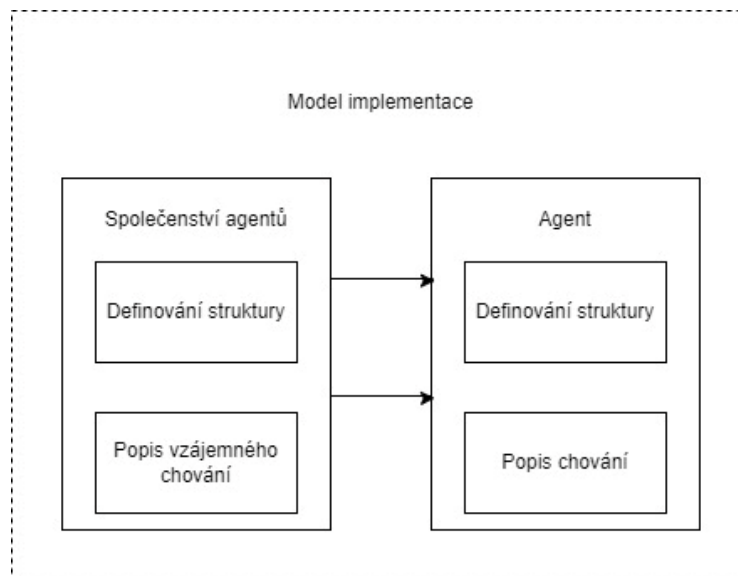 Model implementace
Společenství agentů
Definování struktury
Popis vzájemného
chování
Agent
Definování struktury
Popis chování